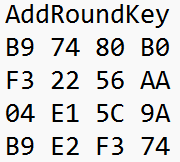 AddRoundKey
B9 74 80 B0
F3 22 56 AA
04 E1 5C 9A
B9 E2 F3 74